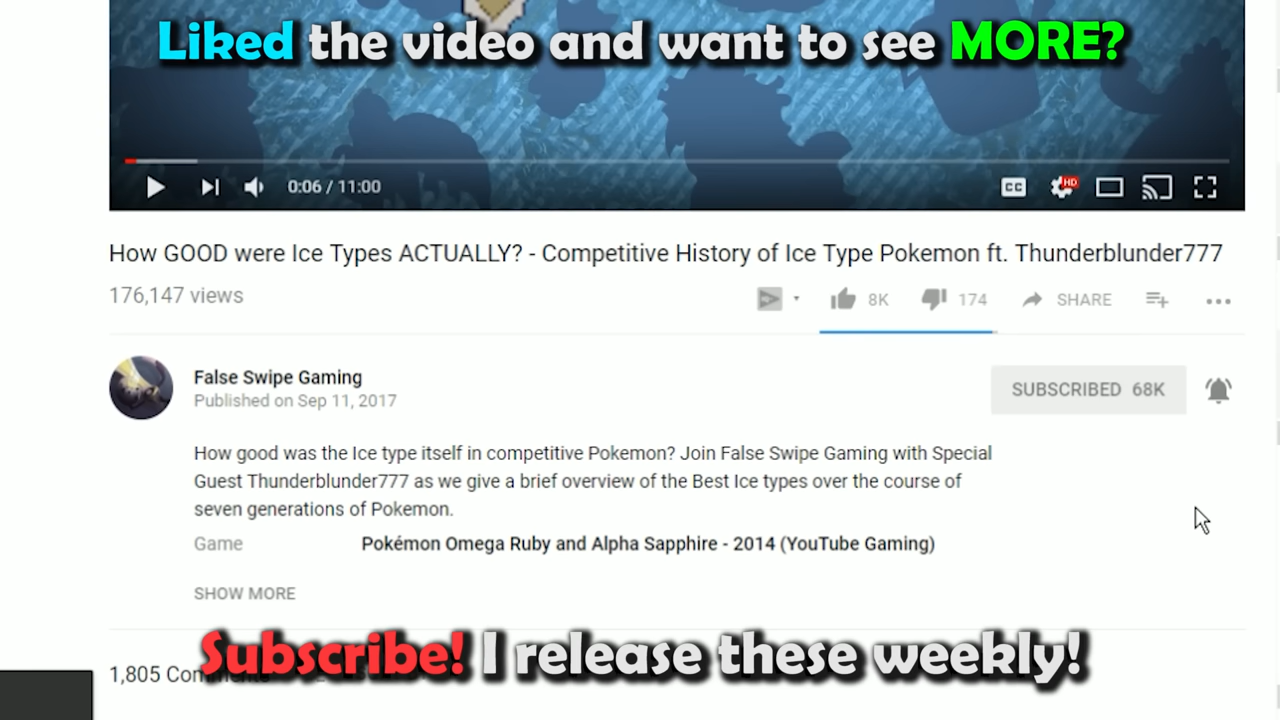 Liked the video and want to see MORE?
0:06 / 11:00
CC
HD
How GOOD were Ice Types ACTUALLY? - Competitive History of Ice Type Pokemon ft. Thunderblunder777
176,147 views
8K 174 SHARE
False Swipe Gaming
Published on Sep 11, 2017
SUBSCRIBED 68K
How good was the Ice type itself in competitive Pokemon? Join False Swipe Gaming with Special
Guest Thunderblunder777 as we give a brief overview of the Best Ice types over the course of
seven generations of Pokemon.
Game Pokémon Omega Ruby and Alpha Sapphire - 2014 (YouTube Gaming)
SHOW MORE
Subscribe! I release these weekly!
1,805 Comments